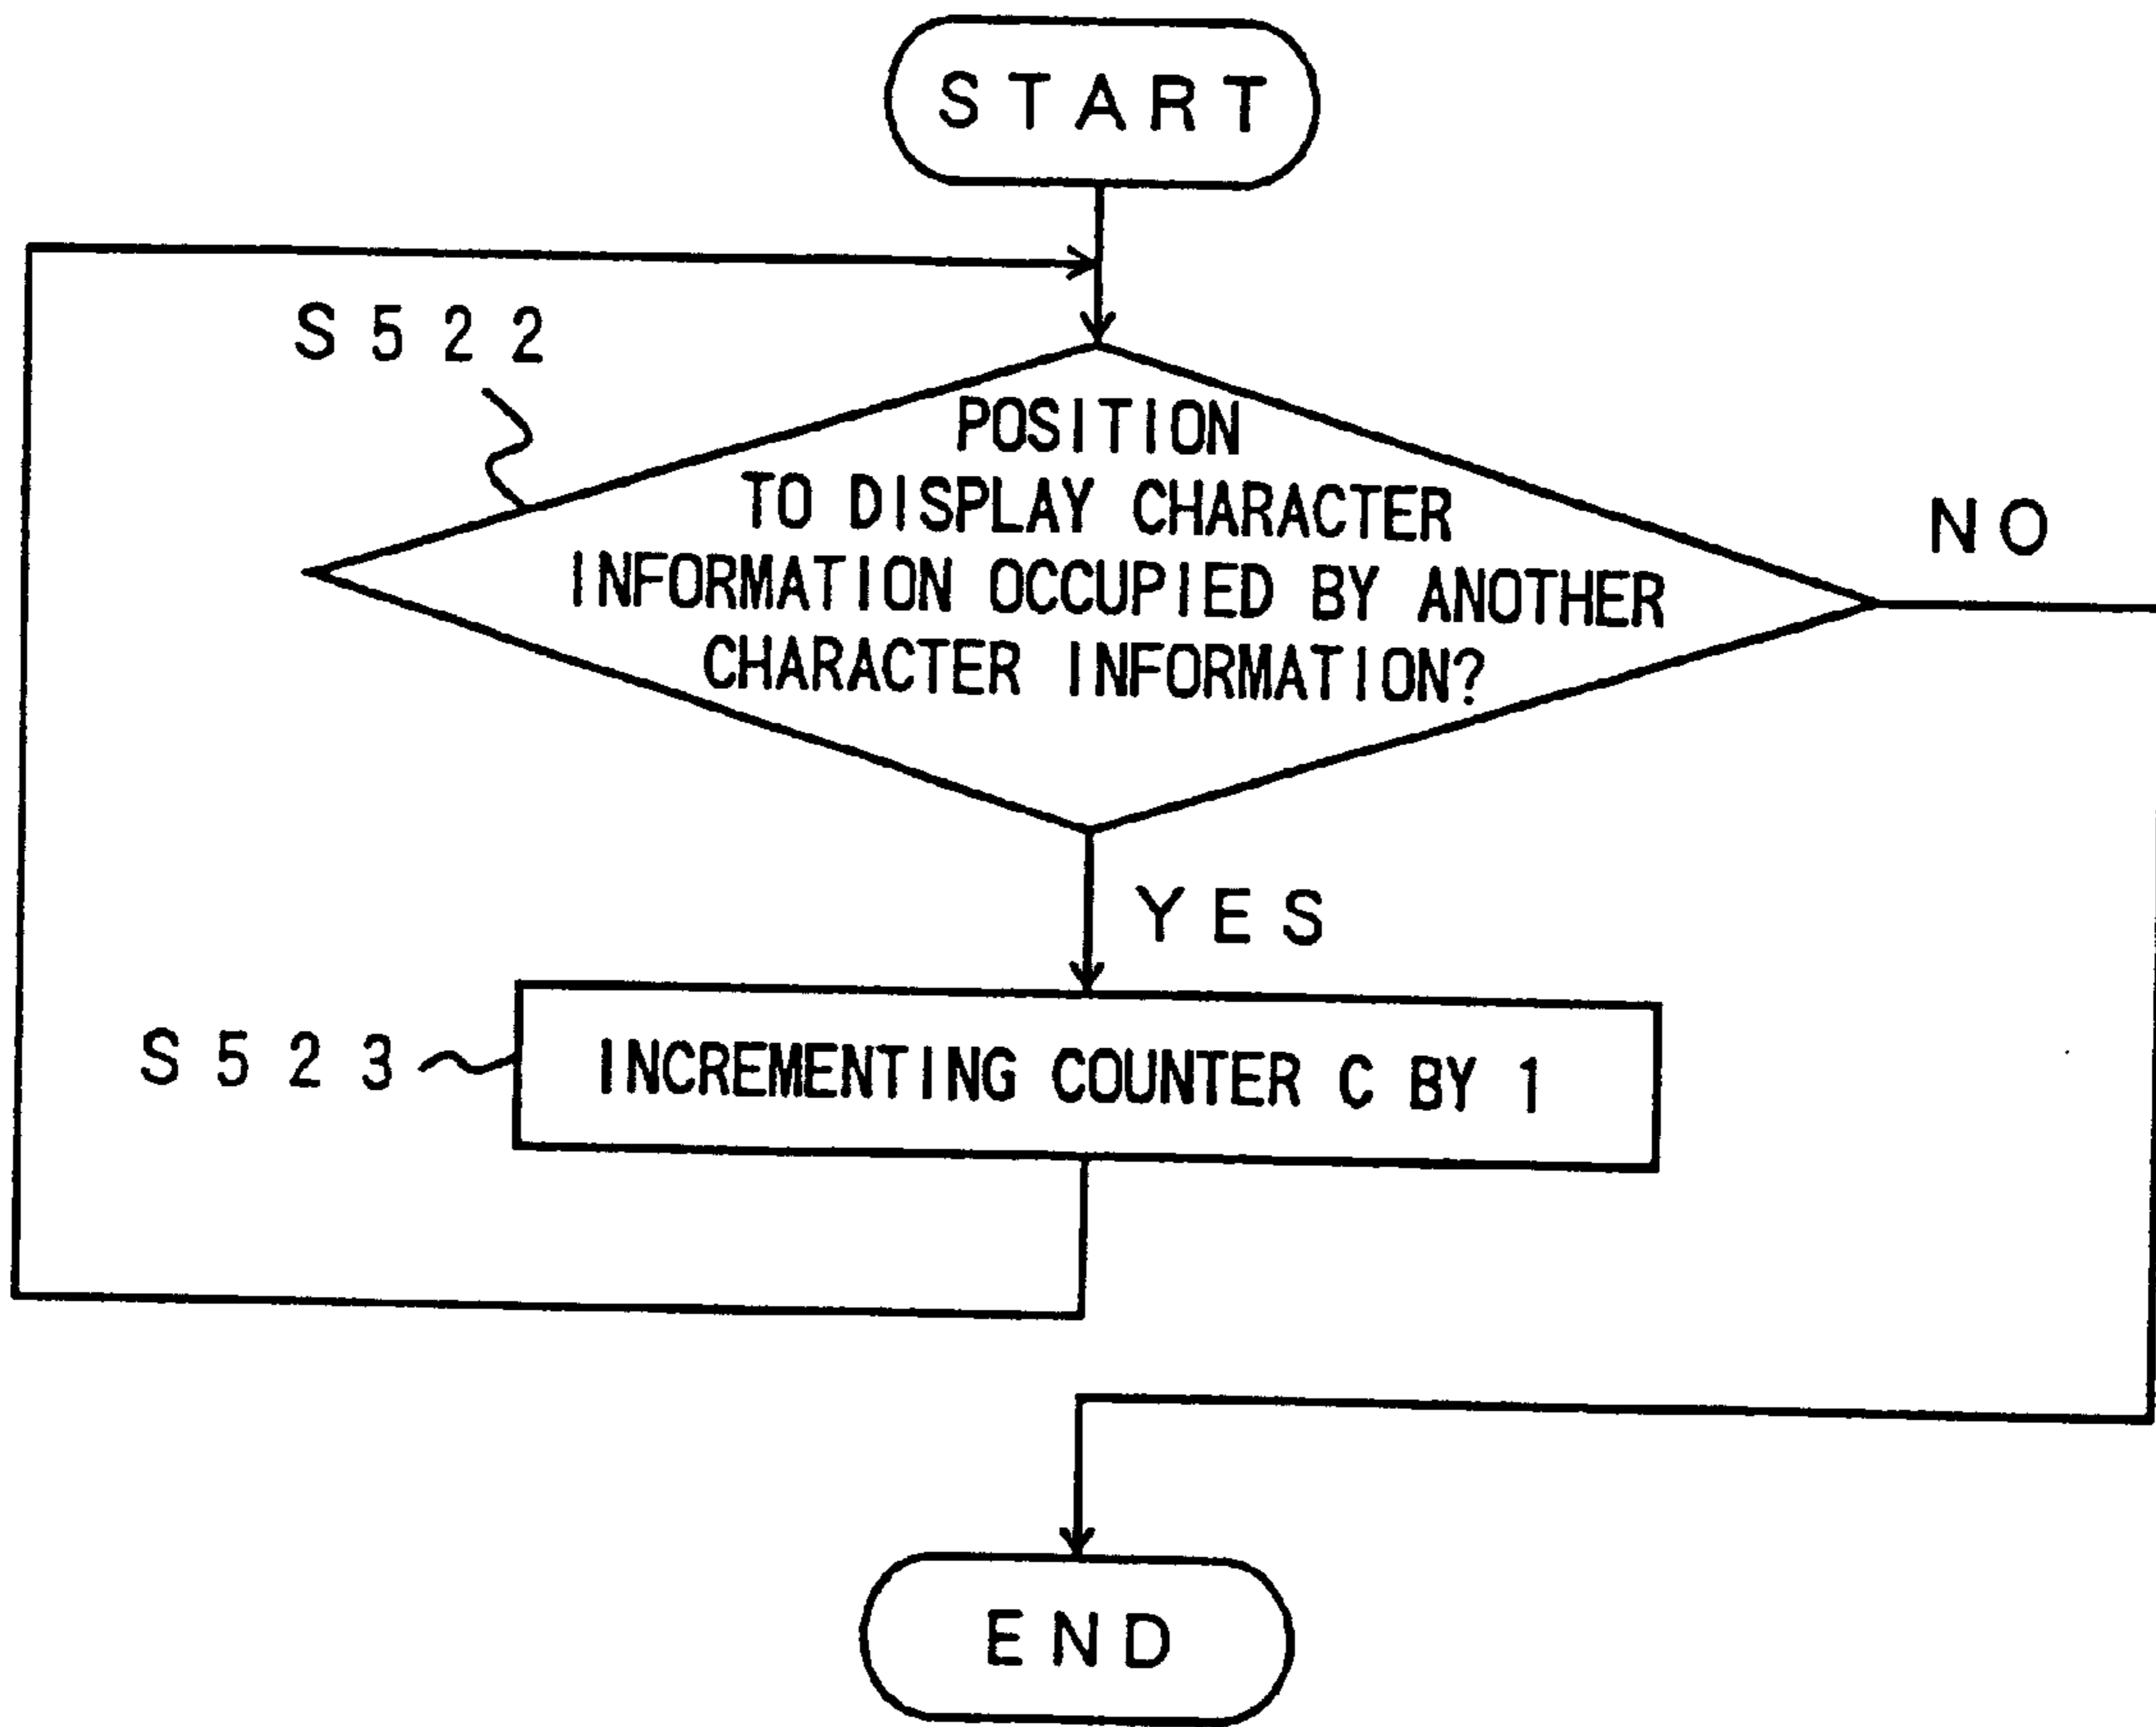 START
S522
POSITION
TO DISPLAY CHARACTER
INFORMATION OCCUPIED BY ANOTHER
CHARACTER INFORMATION?
NO
YES
S523
INCREMENTING COUNTER C BY 1
END